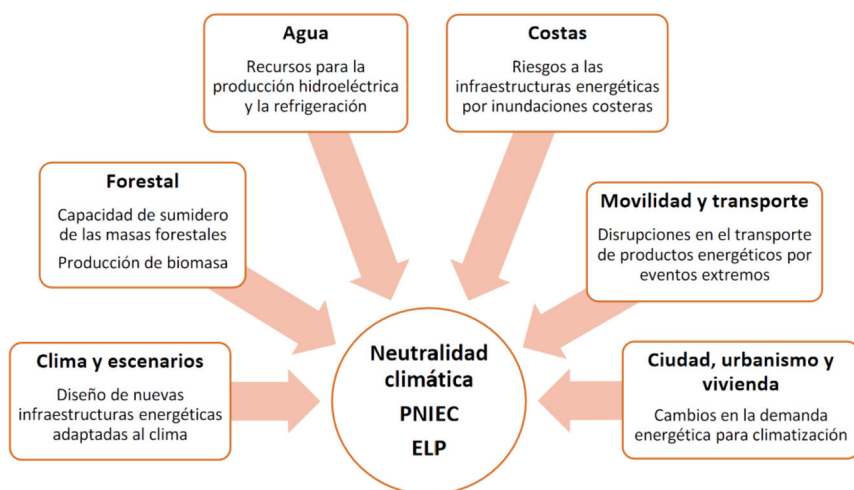 Agua
Recursos para la
producción hidroeléctrica
y la refrigeración
Costas
Riesgos a las
infraestructuras energéticas
por inundaciones costeras
Forestal
Capacidad de sumidero
de las masas forestales
Producción de biomasa
Movilidad y transporte
Disrupciones en el transporte
de productos energéticos por
eventos extremos
Clima y escenarios
Diseño de nuevas
infraestructuras energéticas
adaptadas al clima
Neutralidad
climática
PNIEC
ELP
Ciudad, urbanismo y
vivienda
Cambios en la demanda
energética para climatización